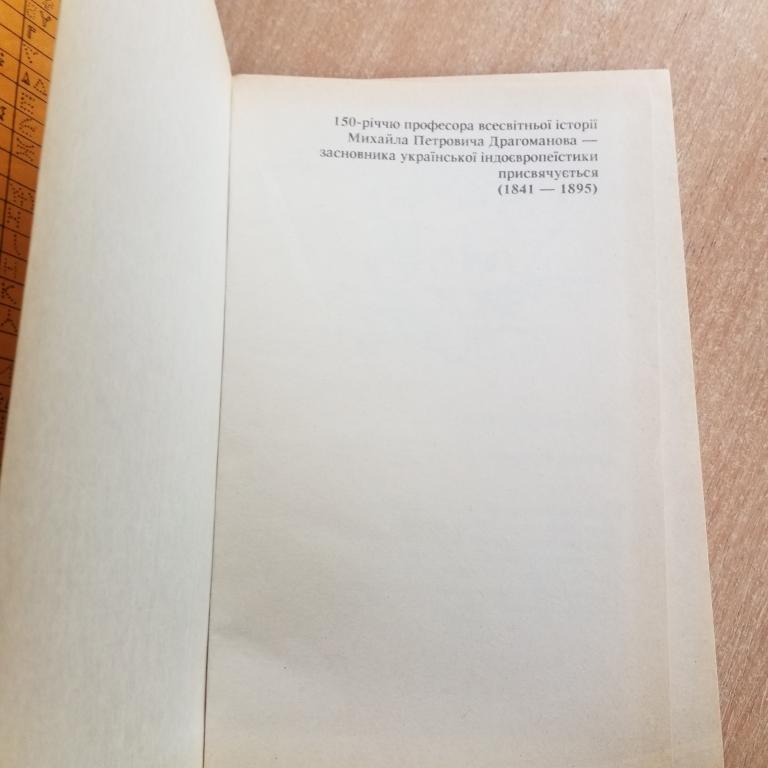 150-річчю професора всесвітньої історії
Михайла Петровича Драгоманова —
засновника української індоєвропеїстики
присвячується
(1841 — 1895)